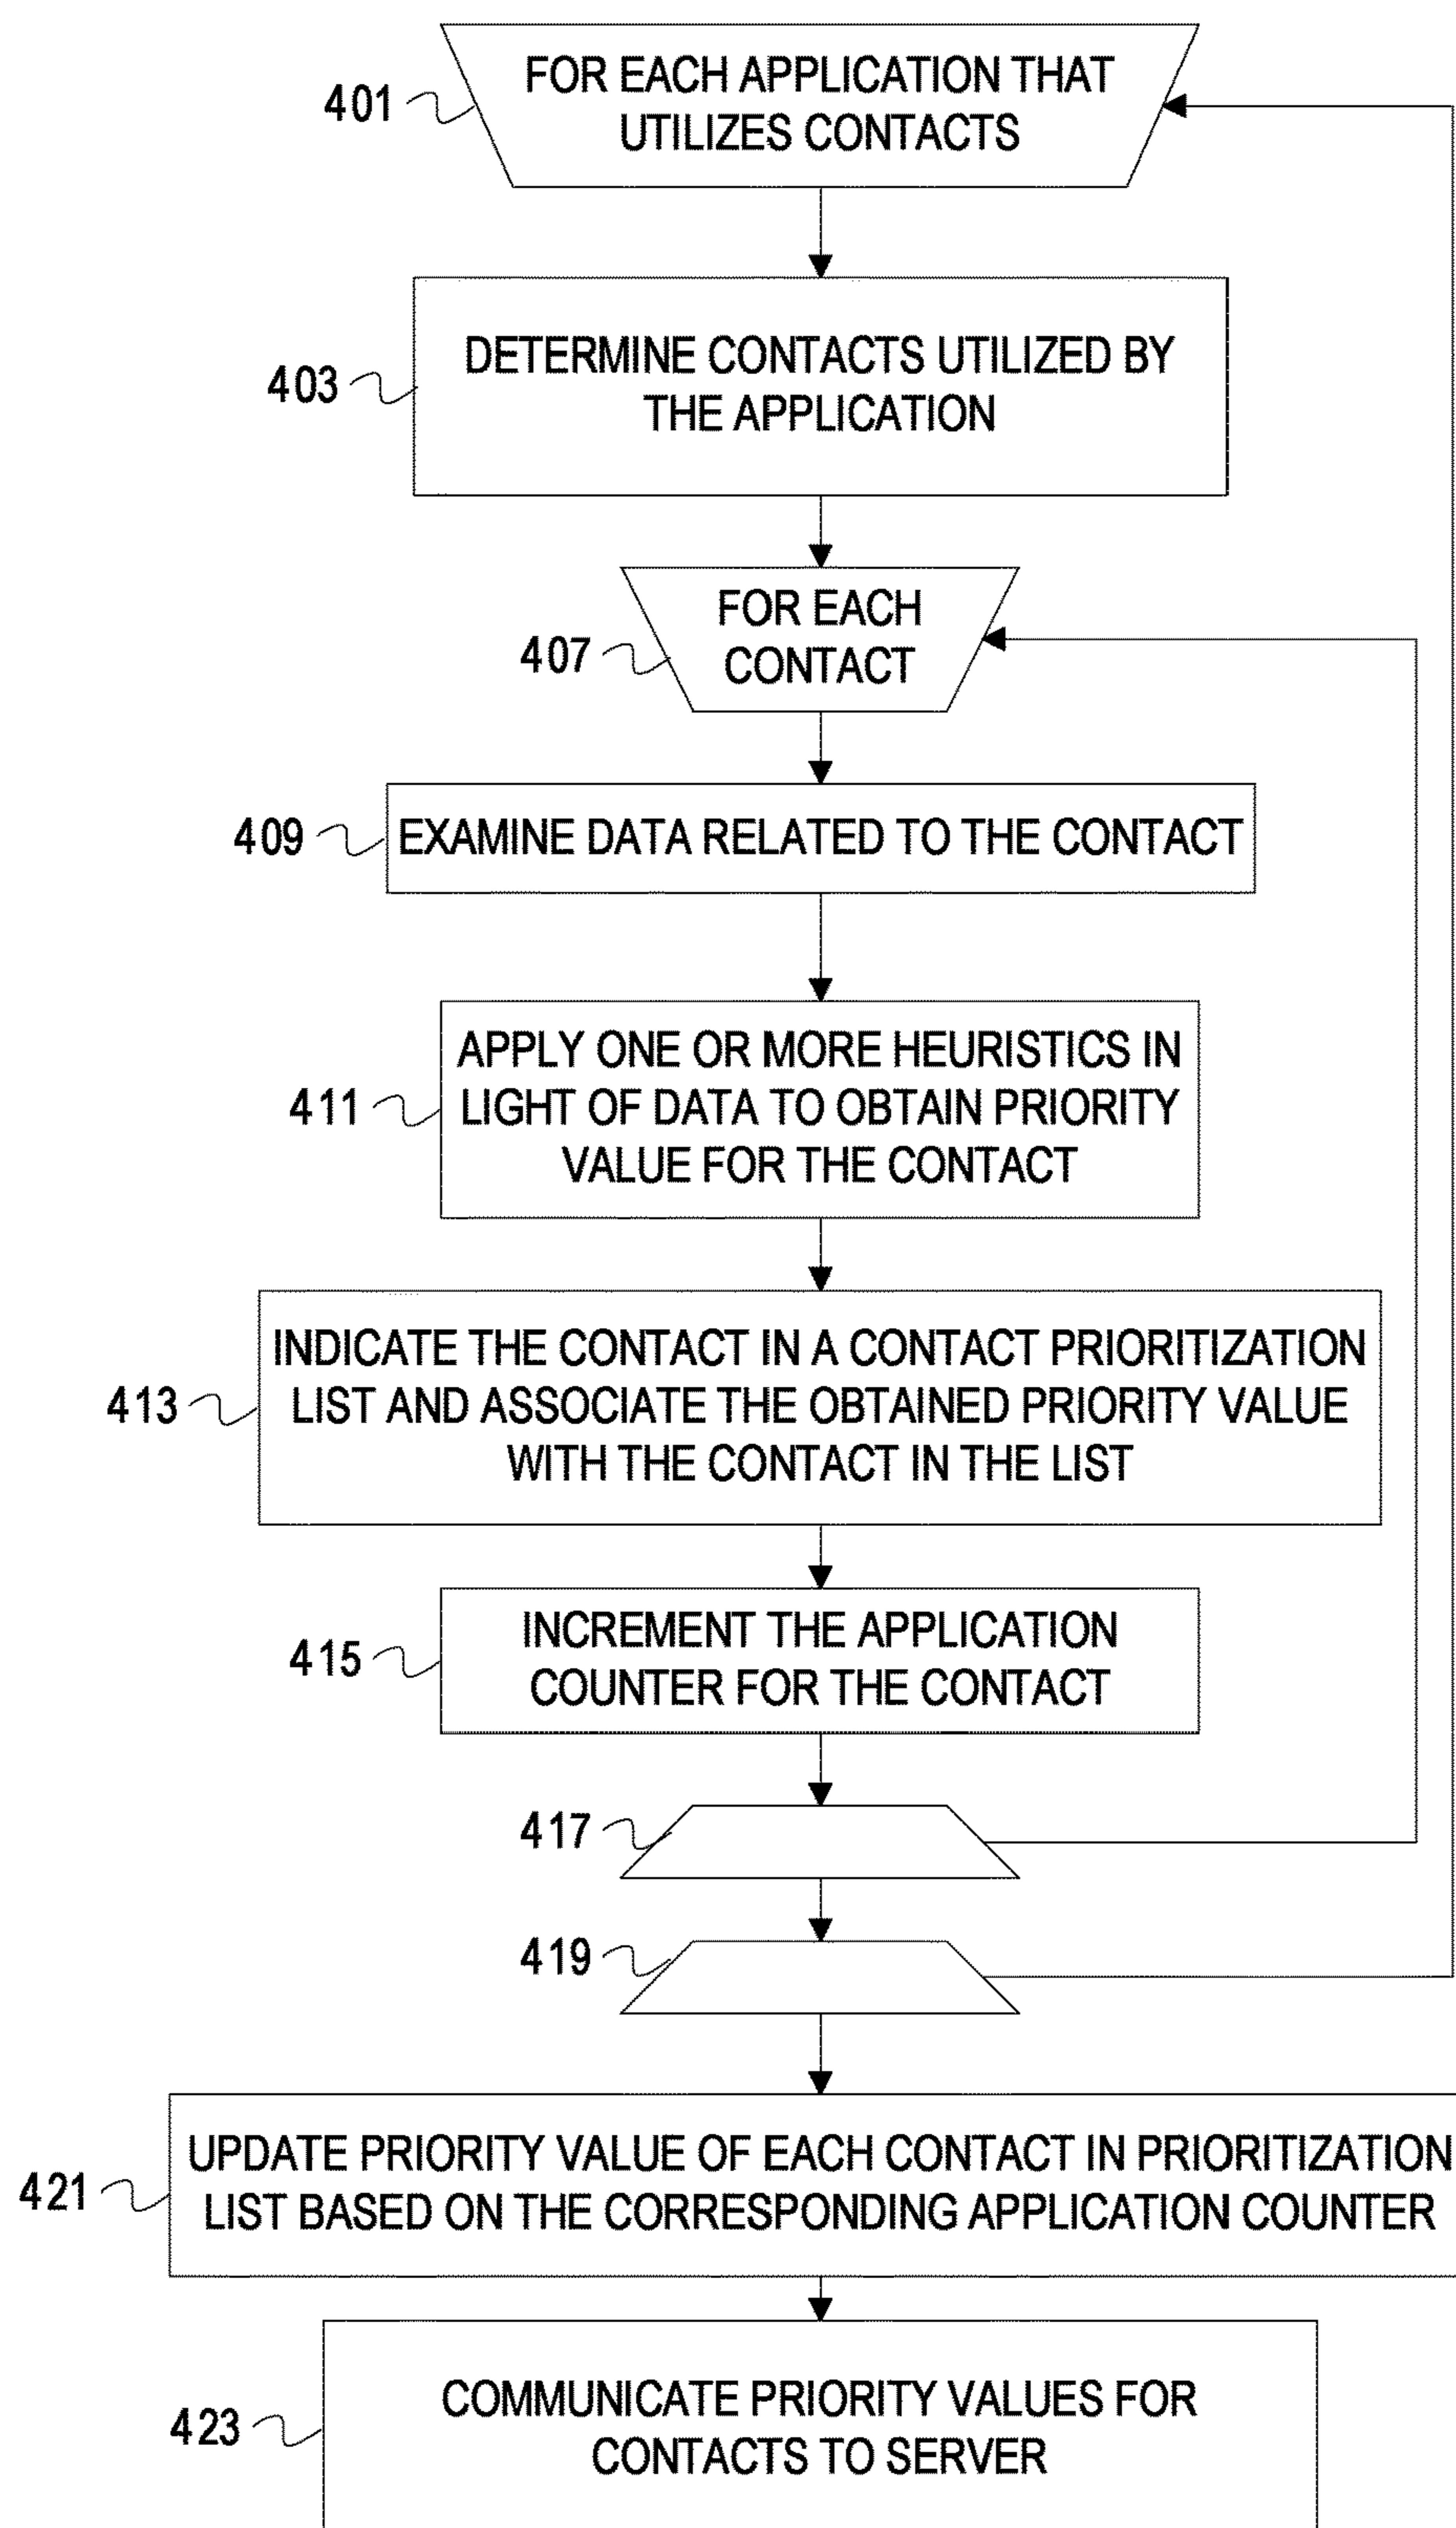 401
FOR EACH APPLICATION THAT
UTILIZES CONTACTS
403
DETERMINE CONTACTS UTILIZED BY
THE APPLICATION
407
FOR EACH
CONTACT
409
EXAMINE DATA RELATED TO THE CONTACT
411
APPLY ONE OR MORE HEURISTICS IN
LIGHT OF DATA TO OBTAIN PRIORITY
VALUE FOR THE CONTACT
413
INDICATE THE CONTACT IN A CONTACT PRIORITIZATION
LIST AND ASSOCIATE THE OBTAINED PRIORITY VALUE
WITH THE CONTACT IN THE LIST
415
INCREMENT THE APPLICATION
COUNTER FOR THE CONTACT
417
419
421
UPDATE PRIORITY VALUE OF EACH CONTACT IN PRIORITIZATION
LIST BASED ON THE CORRESPONDING APPLICATION COUNTER
423
COMMUNICATE PRIORITY VALUES FOR
CONTACTS TO SERVER